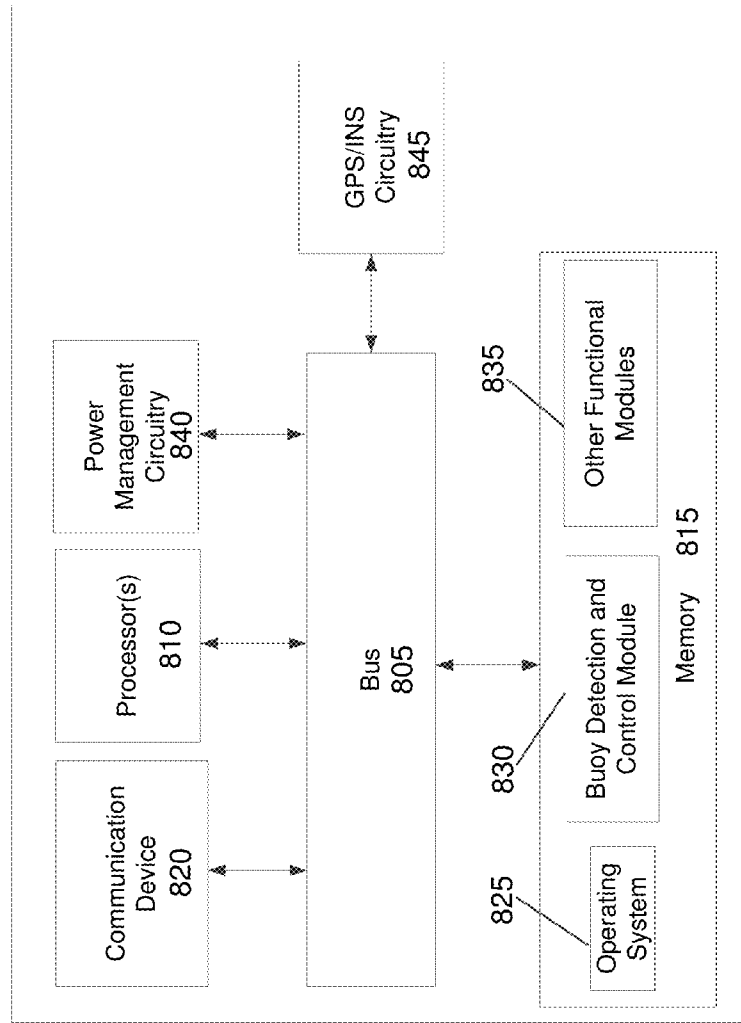 Communication
Device
820
Processor(s)
810
Power
Management
Circuitry
840
Bus
805
GPS/INS
Circuitry
845
825
Operating
System
830
Buoy Detection and
Control Module
835
Other Functional
Modules
Memory 815